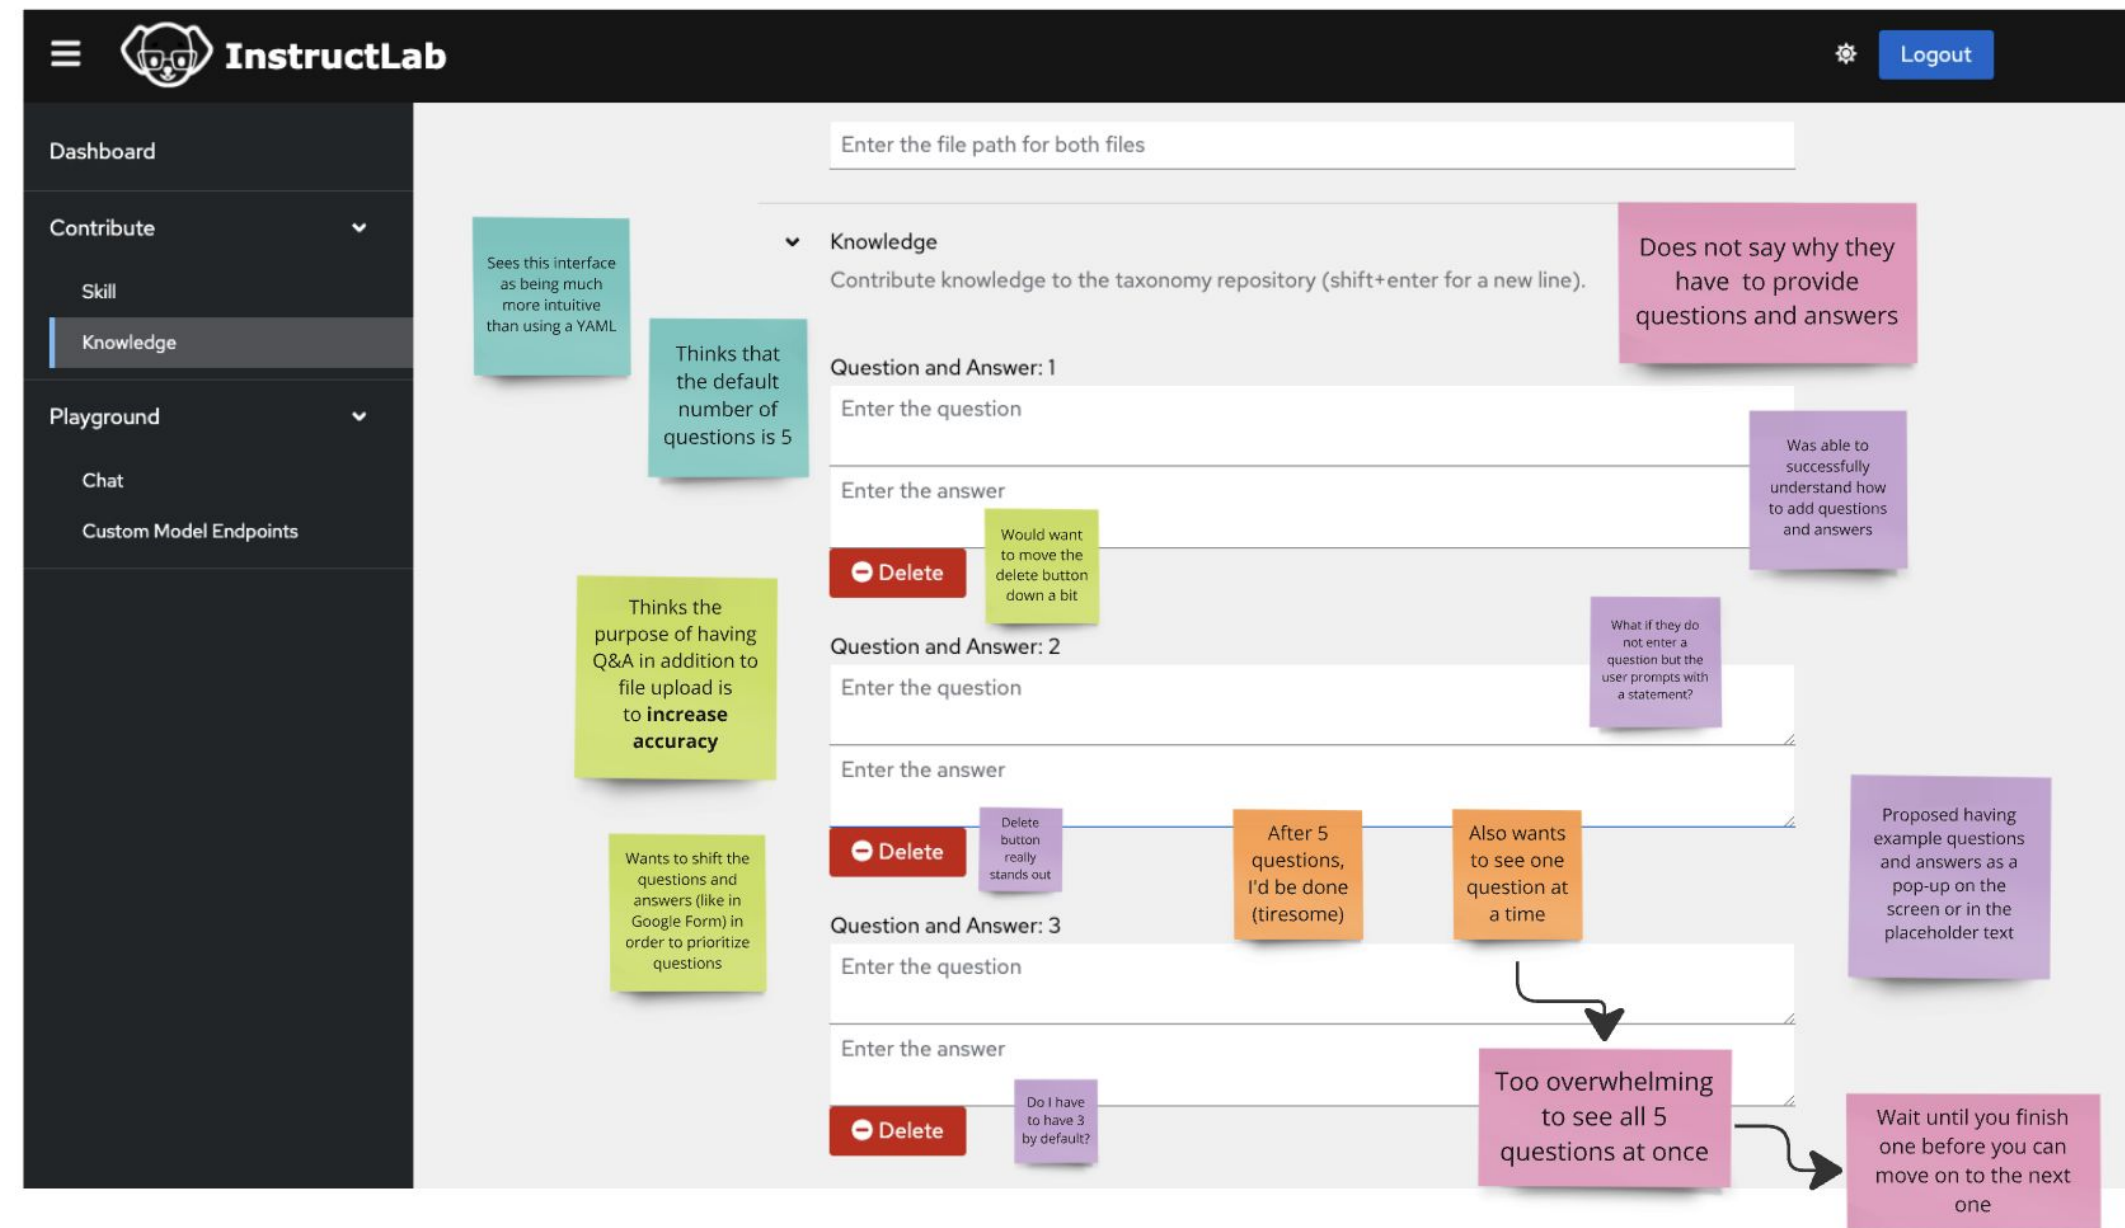 InstructLab
Logout
Dashboard
Contribute
Skill
Knowledge
Playground
Chat
Custom Model Endpoints
Enter the file path for both files
Knowledge
Contribute knowledge to the taxonomy repository (shift+enter for a new line).
Does not say why they
have to provide
questions and answers
Sees this interface
as being much
more intuitive
than using a YAML
Thinks that
the default
number of
questions is 5
Question and Answer: 1
Enter the question
Enter the answer
Was able to
successfully
understand how
to add questions
and answers
Delete
Would want
to move the
delete button
down a bit
Thinks the
purpose of having
Q&A in addition to
file upload is
to increase
accuracy
Question and Answer: 2
Enter the question
Enter the answer
What if they do
not enter a
question but the
user prompts with
a statement?
Delete
Delete
button
really
stands out
After 5
questions,
I'd be done
(tiresome)
Also wants
to see one
question at
a time
Proposed having
example questions
and answers as a
pop-up on the
screen or in the
placeholder text
Wants to shift the
questions and
answers (like in
Google Form) in
order to prioritize
questions
Question and Answer: 3
Enter the question
Enter the answer
Delete
Do I have
to have 3
by default?
Too overwhelming
to see all 5
questions at once
Wait until you finish
one before you can
move on to the next
one